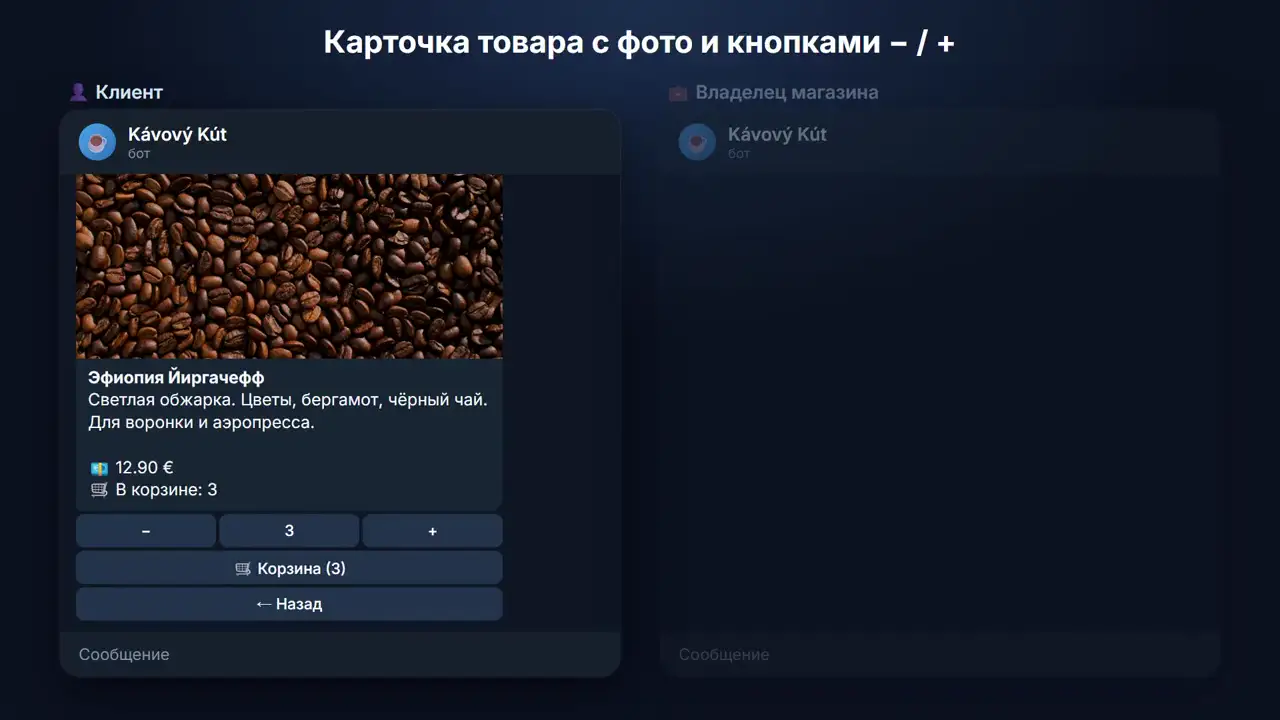 Карточка товара с фото и кнопками − / +
Клиент
Kávový Kút
бот
Эфиопия Йиргачефф
Светлая обжарка. Цветы, бергамот, чёрный чай.
Для воронки и аэропресса.
12.90 €
В корзине: 3
−
3
+
Корзина (3)
← Назад
Сообщение
Владелец магазина
Kávový Kút
бот
Сообщение